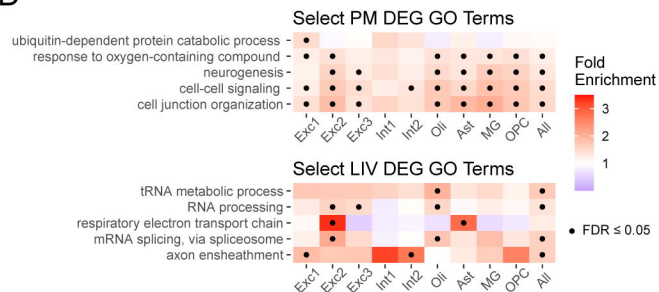 Select PM DEG GO Terms
ubiquitin-dependent protein catabolic process
response to oxygen-containing compound
neurogenesis
cell-cell signaling
cell junction organization
Exc1 Exc2 Exc3 Int1 Int2 Oli Ast MG OPC All
Fold
Enrichment
3
2
1
Select LIV DEG GO Terms
tRNA metabolic process
RNA processing
respiratory electron transport chain
mRNA splicing, via spliceosome
axon ensheathment
Exc1 Exc2 Exc3 Int1 Int2 Oli Ast MG OPC All
FDR ≤ 0.05